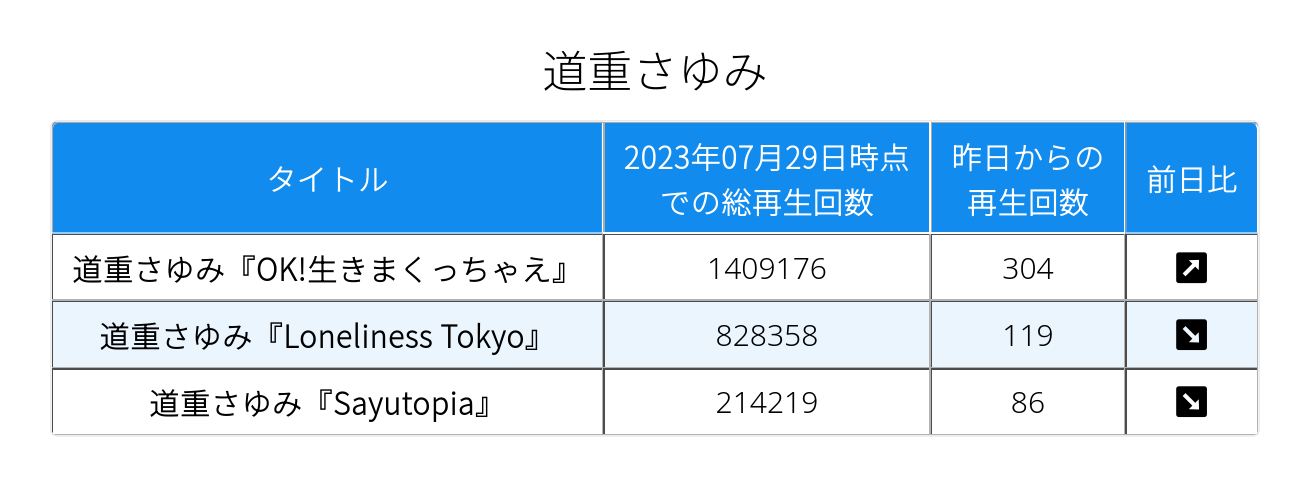 道重さゆみ
タイトル
2023年07月29日時点
での総再生回数
昨日からの
再生回数
前日比
道重さゆみ『OK!生きまくっちゃえ』 1409176 304 ↗
道重さゆみ『Loneliness Tokyo』 828358 119 ↘
道重さゆみ『Sayutopia』 214219 86 ↘